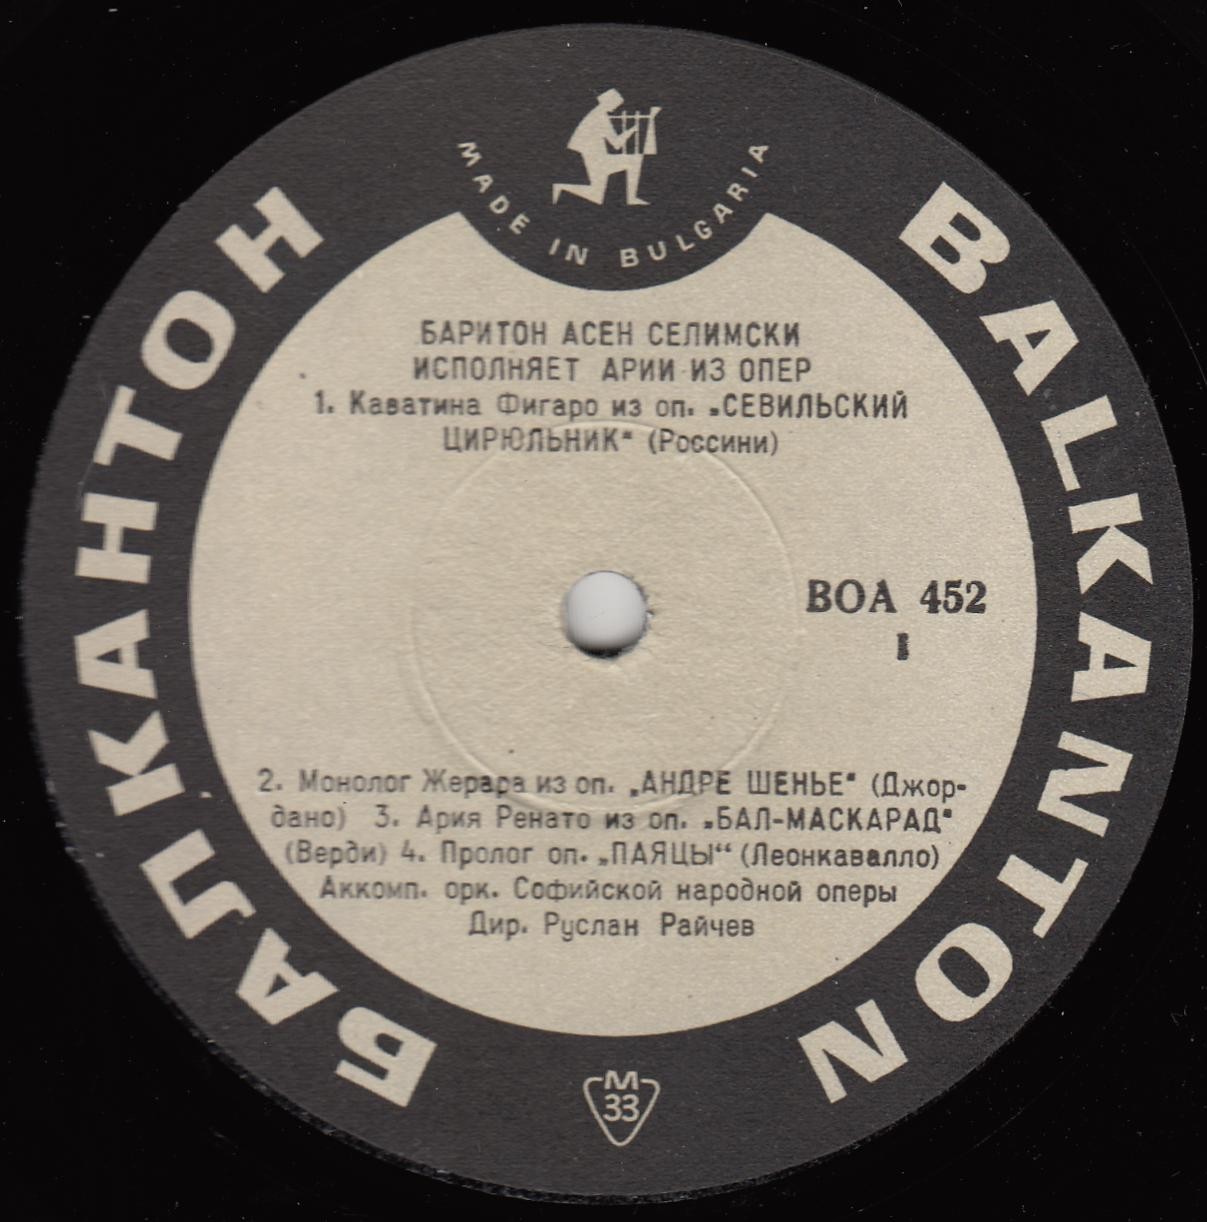 MADE IN BULGARIA
БАЛКАНТОН
BALKANTON
БАРИТОН АСЕН СЕЛИМСКИ
ИСПОЛНЯЕТ АРИИ ИЗ ОПЕР
1. Каватина Фигаро из оп. „СЕВИЛЬСКИЙ
ЦИРЮЛЬНИК“ (Россини)
ВОА 452
I
2. Монолог Жерара из оп. „АНДРЕ ШЕНЬЕ“ (Джор-
дано) 3. Ария Ренато из оп. „БАЛ-МАСКАРАД“
(Верди) 4. Пролог оп. „ПАЯЦЫ“ (Леонкавалло)
Аккомп. орк. Софийской народной оперы
Дир. Руслан Райчев
M
33